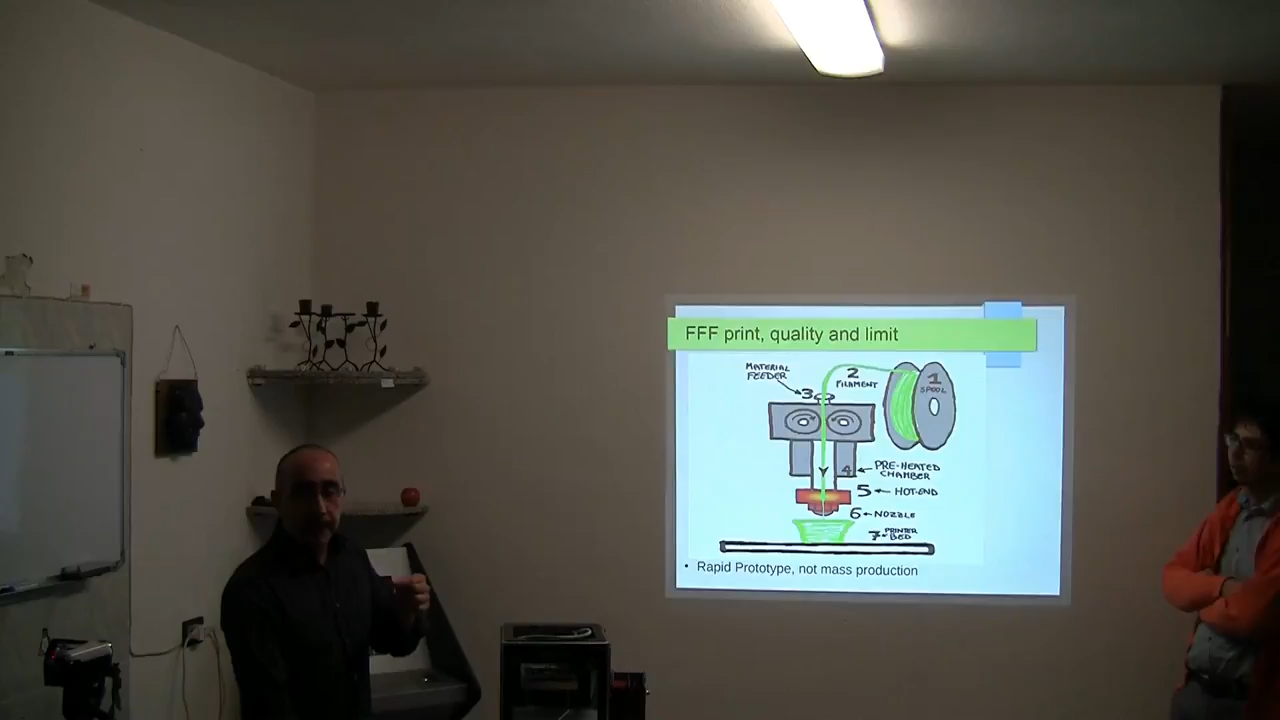 FFF print, quality and limit
MATERIAL
FEEDER
2
FILAMENT
1
SPOOL
3
4
PRE-HEATED
CHAMBER
5
HOT-END
6
NOZZLE
7
PRINTER
BED
• Rapid Prototype, not mass production